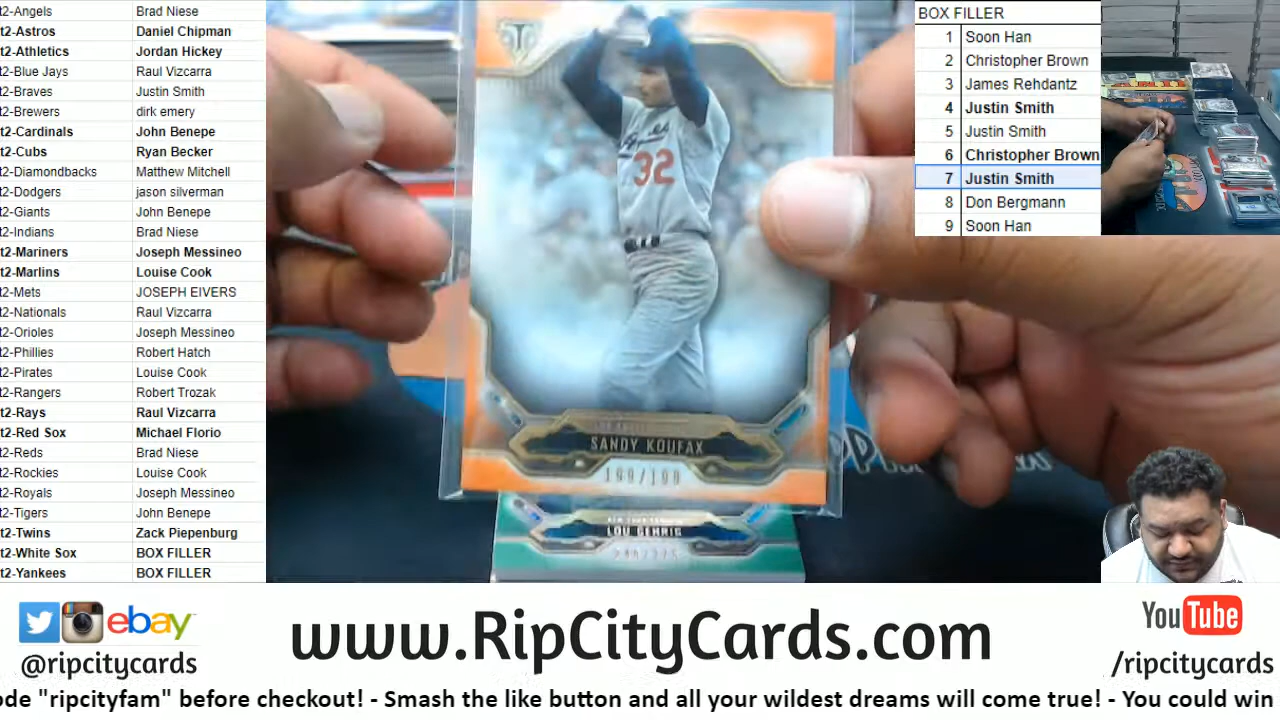 t2-Angels Brad Niese
t2-Astros Daniel Chipman
t2-Athletics Jordan Hickey
t2-Blue Jays Raul Vizcarra
t2-Braves Justin Smith
t2-Brewers dirk emery
t2-Cardinals John Benepe
t2-Cubs Ryan Becker
t2-Diamondbacks Matthew Mitchell
t2-Dodgers jason silverman
t2-Giants John Benepe
t2-Indians Brad Niese
t2-Mariners Joseph Messineo
t2-Marlins Louise Cook
t2-Mets JOSEPH EIVERS
t2-Nationals Raul Vizcarra
t2-Orioles Joseph Messineo
t2-Phillies Robert Hatch
t2-Pirates Louise Cook
t2-Rangers Robert Trozak
t2-Rays Raul Vizcarra
t2-Red Sox Michael Florio
t2-Reds Brad Niese
t2-Rockies Louise Cook
t2-Royals Joseph Messineo
t2-Tigers John Benepe
t2-Twins Zack Piepenburg
t2-White Sox BOX FILLER
t2-Yankees BOX FILLER
32
SANDY KOUFAX
LOU GEHRIG
BOX FILLER
1 Soon Han
2 Christopher Brown
3 James Rehdantz
4 Justin Smith
5 Justin Smith
6 Christopher Brown
7 Justin Smith
8 Don Bergmann
9 Soon Han
ebay
@ripcitycards
www.RipCityCards.com
YouTube
/ripcitycards
ode "ripcityfam" before checkout! - Smash the like button and all your wildest dreams will come true! - You could win